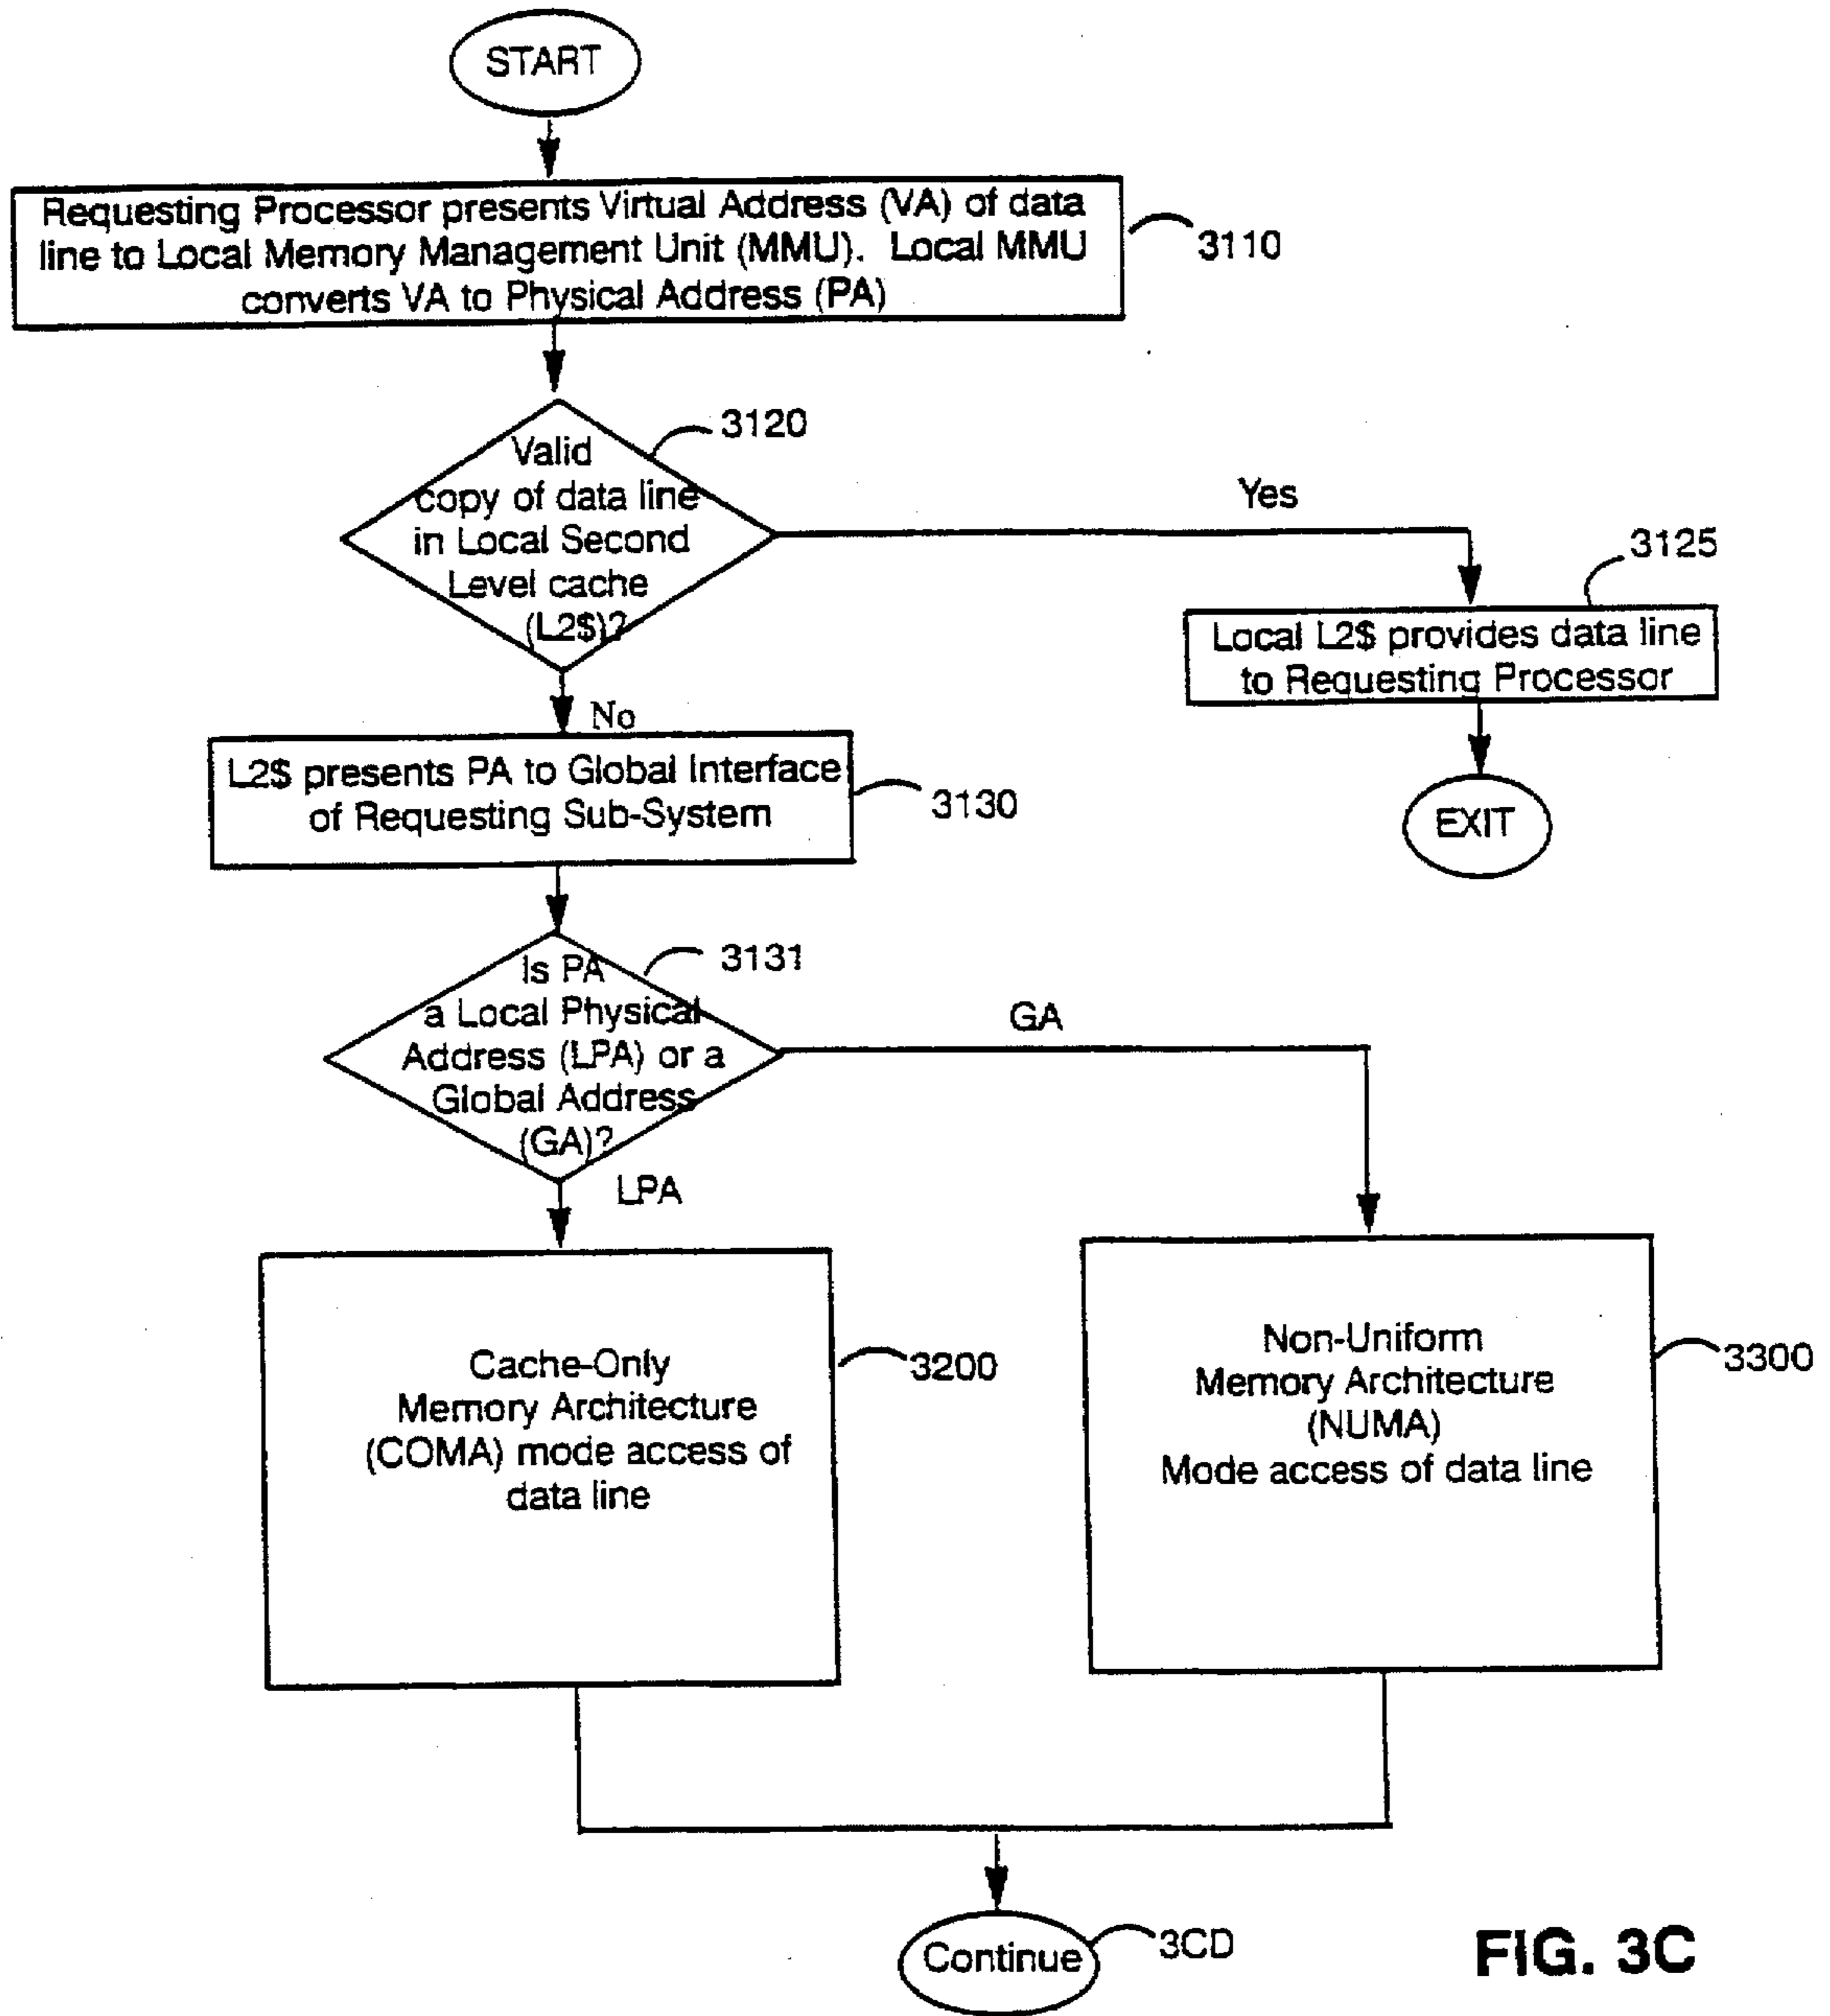 START
Requesting Processor presents Virtual Address (VA) of data
line to Local Memory Management Unit (MMU). Local MMU
converts VA to Physical Address (PA)
3110
3120
Valid
copy of data line
in Local Second
Level cache
(L2$)?
Yes
3125
Local L2$ provides data line
to Requesting Processor
EXIT
No
L2$ presents PA to Global Interface
of Requesting Sub-System
3130
3131
Is PA
a Local Physical
Address (LPA) or a
Global Address
(GA)?
GA
LPA
Cache-Only
Memory Architecture
(COMA) mode access of
data line
3200
Non-Uniform
Memory Architecture
(NUMA)
Mode access of data line
3300
Continue
3CD
FIG. 3C